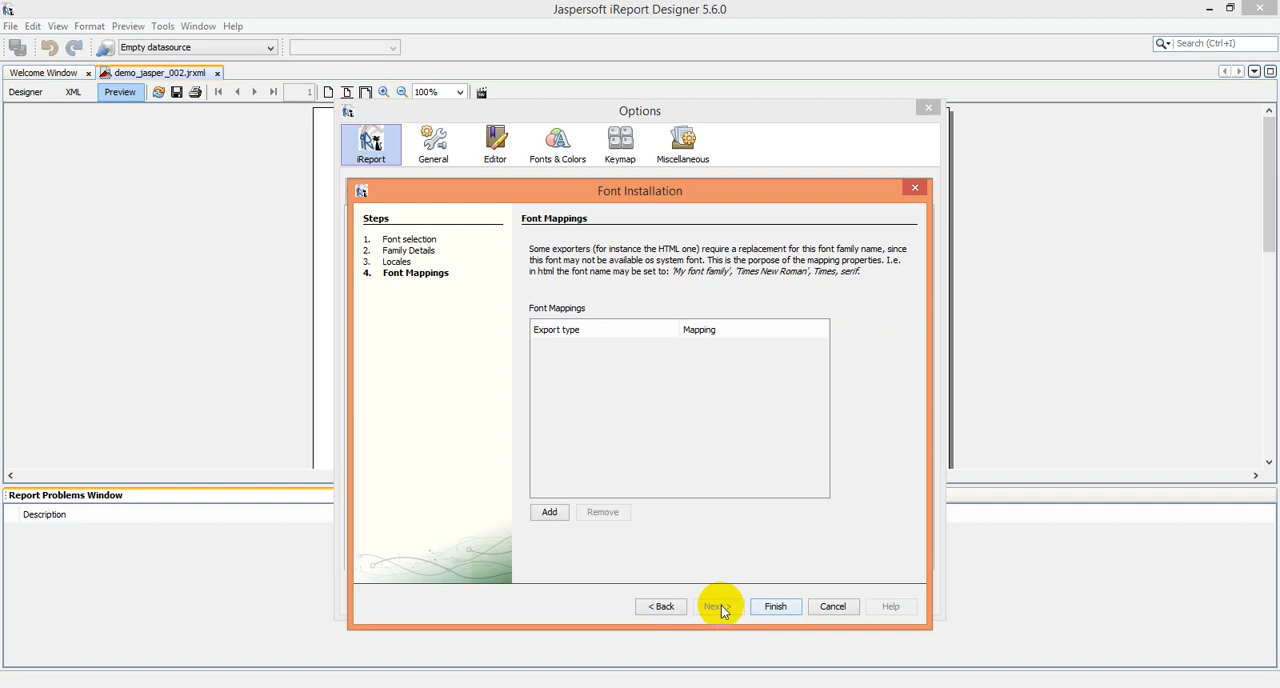 Jaspersoft iReport Designer 5.6.0
File Edit View Format Preview Tools Window Help
Empty datasource
Search (Ctrl+I)
Welcome Window demo_jasper_002.jrxml
Designer XML Preview 1 100%
Options
iReport General Editor Fonts & Colors Keymap Miscellaneous
Font Installation
Steps
1. Font selection
2. Family Details
3. Locales
4. Font Mappings
Font Mappings
Some exporters (for instance the HTML one) require a replacement for this font family name, since
this font may not be available os system font. This is the porpose of the mapping properties. I.e.
in html the font name may be set to: 'My font family', 'Times New Roman', Times, serif.
Font Mappings
Export type Mapping
Add Remove
< Back Next > Finish Cancel Help
Report Problems Window
Description